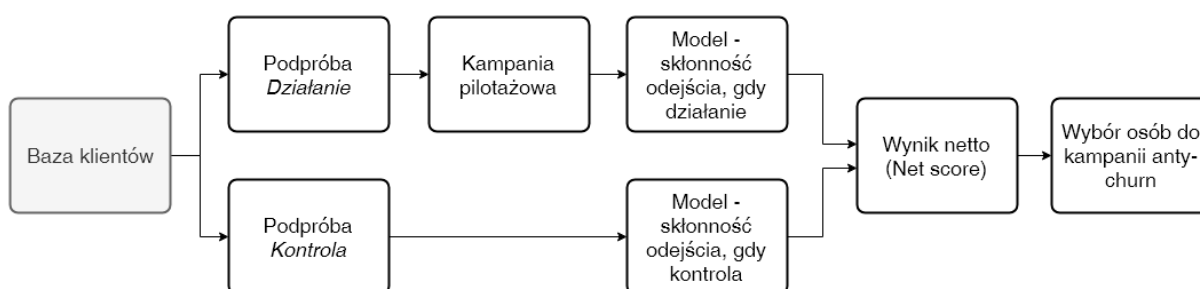 Baza klientów
Podpróba
Działanie
Kampania
pilotażowa
Model -
skłonność
odejścia, gdy
działanie
Podpróba
Kontrola
Model -
skłonność
odejścia, gdy
kontrola
Wynik netto
(Net score)
Wybór osób do
kampanii anty-
churn